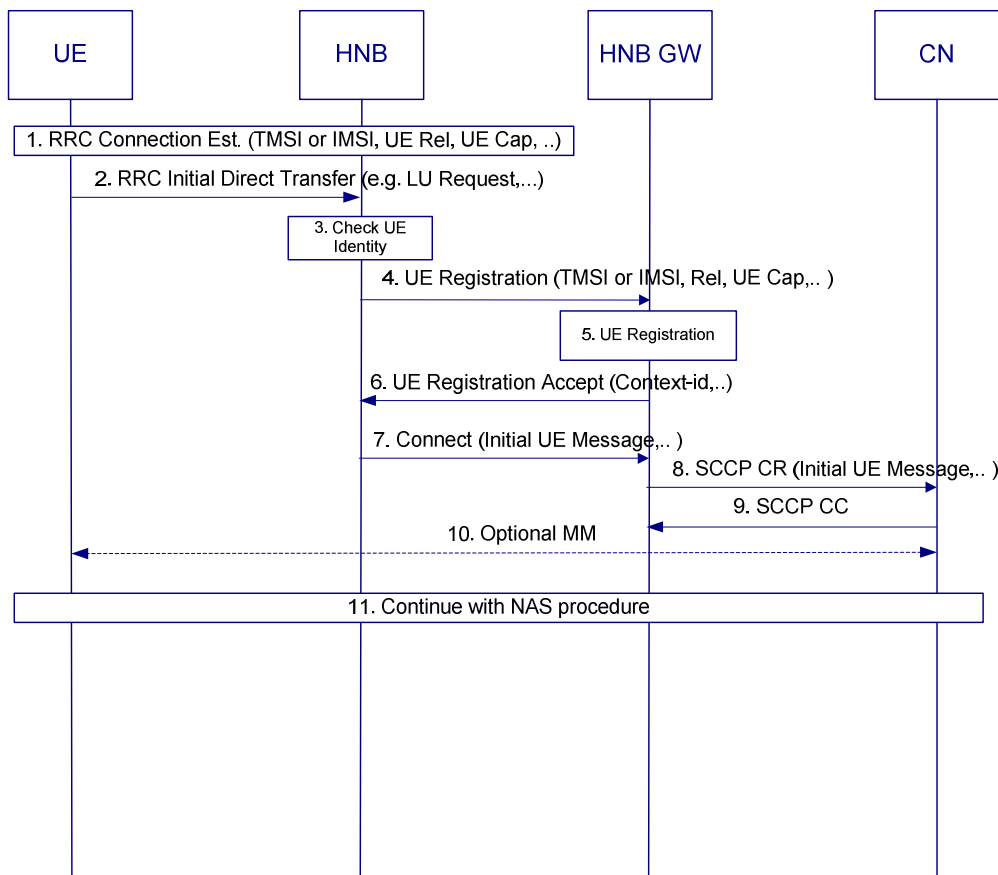 UE
HNB
HNB GW
CN
1. RRC Connection Est. (TMSI or IMSI, UE Rel, UE Cap, ..)
2. RRC Initial Direct Transfer (e.g. LU Request,...)
3. Check UE
Identity
4. UE Registration (TMSI or IMSI, Rel, UE Cap,.. )
5. UE Registration
6. UE Registration Accept (Context-id,..)
7. Connect (Initial UE Message,.. )
8. SCCP CR (Initial UE Message,.. )
9. SCCP CC
10. Optional MM
11. Continue with NAS procedure